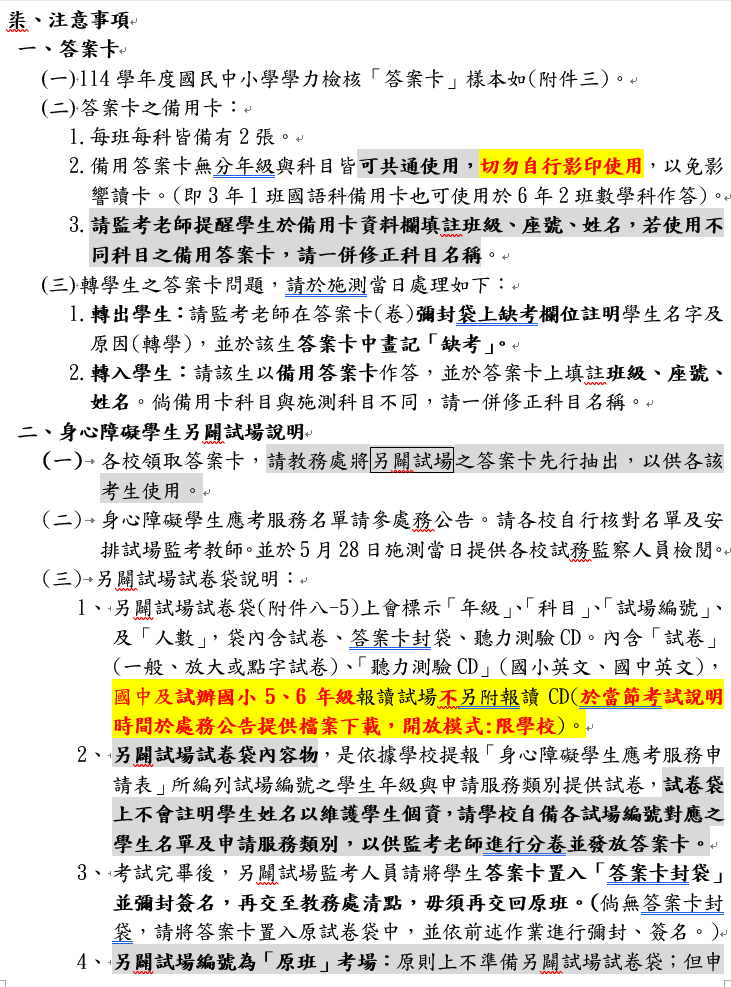 柒、注意事項
一、答案卡
(一)114 學年度國民中小學學力檢核「答案卡」樣本如(附件三)。
(二)答案卡之備用卡：
1. 每班每科皆備有 2 張。
2. 備用答案卡無分年級與科目皆可共通使用，切勿自行影印使用，以免影
響讀卡。(即 3 年 1 班國語科備用卡也可使用於 6 年 2 班數學科作答)。
3. 請監考老師提醒學生於備用卡資料欄填註班級、座號、姓名，若使用不
同科目之備用答案卡，請一併修正科目名稱。
(三)轉學生之答案卡問題，請於施測當日處理如下：
1. 轉出學生：請監考老師在答案卡(卷)彌封袋上缺考欄位註明學生名字及
原因(轉學)，並於該生答案卡中畫記「缺考」。
2. 轉入學生：請該生以備用答案卡作答，並於答案卡上填註班級、座號、
姓名。倘備用卡科目與施測科目不同，請一併修正科目名稱。
二、身心障礙學生另闢試場說明
(一) 各校領取答案卡，請教務處將另闢試場之答案卡先行抽出，以供各該
考生使用。
(二) 身心障礙學生應考服務名單請參處務公告。請各校自行核對名單及安
排試場監考教師。並於 5 月 28 日施測當日提供各校試務監察人員檢閱。
(三) 另闢試場試卷袋說明：
1、另闢試場試卷袋(附件八-5)上會標示「年級」、「科目」、「試場編號」、
及「人數」，袋內含試卷、答案卡封袋、聽力測驗 CD。內含「試卷」
(一般、放大或點字試卷)、「聽力測驗 CD」(國小英文、國中英文)，
國中及試辦國小 5、6 年級報讀試場不另附報讀 CD(於當節考試說明
時間於處務公告提供檔案下載，開放模式:限學校)。
2、另闢試場試卷袋內容物，是依據學校提報「身心障礙學生應考服務申
請表」所編列試場編號之學生年級與申請服務類別提供試卷，試卷袋
上不會註明學生姓名以維護學生個資，請學校自備各試場編號對應之
學生名單及申請服務類別，以供監考老師進行分卷並發放答案卡。
3、考試完畢後，另闢試場監考人員請將學生答案卡置入「答案卡封袋」
並彌封簽名，再交至教務處清點，毋須再交回原班。(倘無答案卡封
袋，請將答案卡置入原試卷袋中，並依前述作業進行彌封、簽名。)
4、另闢試場編號為「原班」考場：原則上不準備另闢試場試卷袋；但申